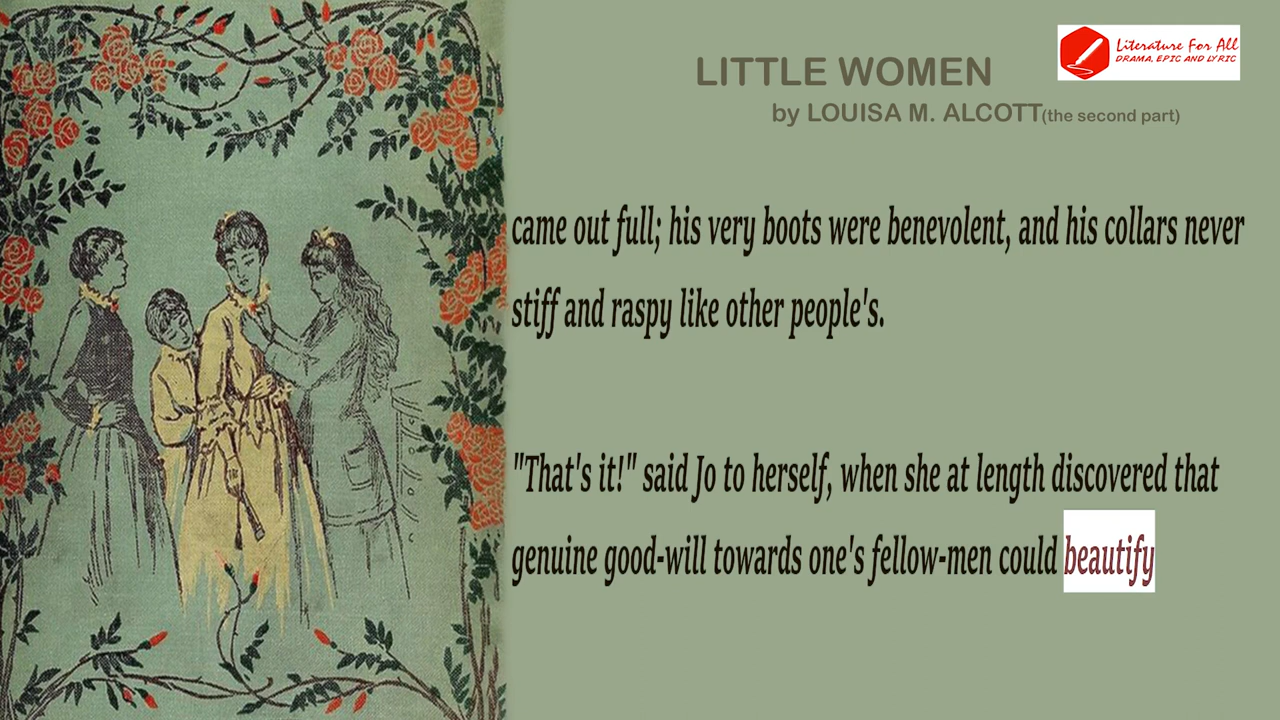 LITTLE WOMEN
by LOUISA M. ALCOTT(the second part)
Literature For All
DRAMA, EPIC AND LYRIC
came out full; his very boots were benevolent, and his collars never
stiff and raspy like other people's.
"That's it!" said Jo to herself, when she at length discovered that
genuine good-will towards one's fellow-men could beautify